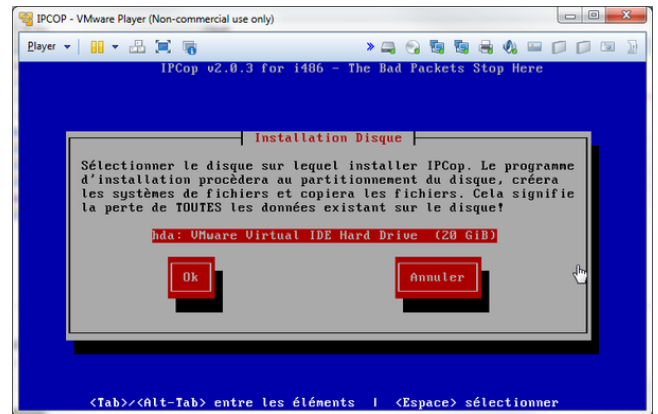 IPCOP - VMware Player (Non-commercial use only)
Player
IPCop v2.0.3 for i486 - The Bad Packets Stop Here
Installation Disque
Sélectionner le disque sur lequel installer IPCop. Le programme
d'installation procèdera au partitionnement du disque, créera
les systèmes de fichiers et copiera les fichiers. Cela signifie
la perte de TOUTES les données existant sur le disque!
hda: VMware Virtual IDE Hard Drive (20 GiB)
Ok Annuler
<Tab>/<Alt-Tab> entre les éléments | <Espace> sélectionner